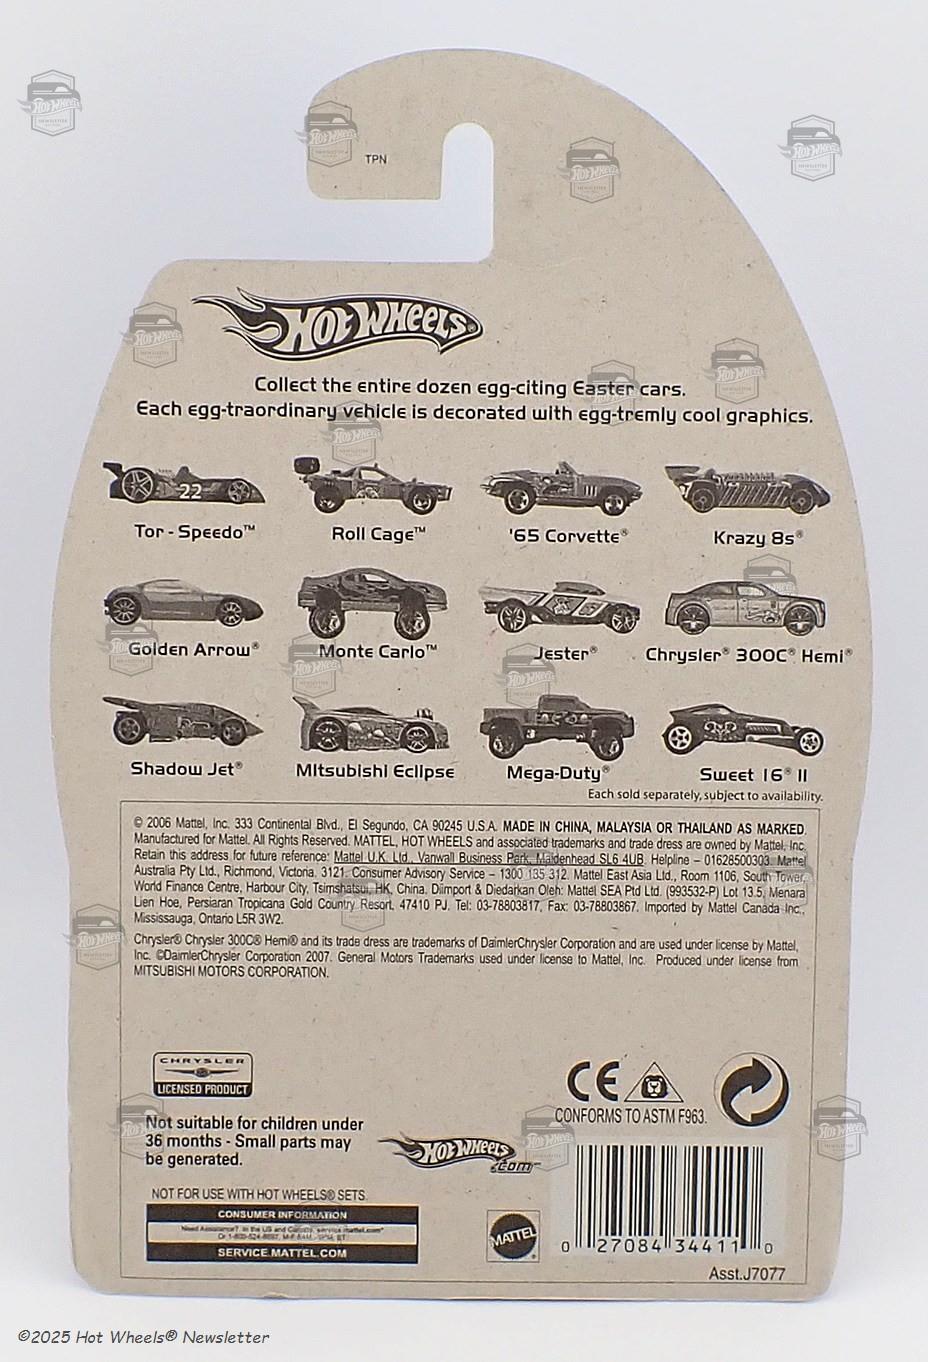 TPN
HOT WHEELS®
Collect the entire dozen egg-citing Easter cars.
Each egg-traordinary vehicle is decorated with egg-tremly cool graphics.
22
Tor-Speedo™ Roll Cage™ '65 Corvette® Krazy 8s®
Golden Arrow® Monte Carlo™ Jester® Chrysler® 300C® Hemi®
Shadow Jet® Mitsubishi Eclipse Mega-Duty® Sweet 16® II
Each sold separately, subject to availability.
© 2006 Mattel, Inc. 333 Continental Blvd., El Segundo, CA 90245 U.S.A. MADE IN CHINA, MALAYSIA OR THAILAND AS MARKED.
Manufactured for Mattel. All Rights Reserved. MATTEL, HOT WHEELS and associated trademarks and trade dress are owned by Mattel, Inc.
Retain this address for future reference: Mattel U.K. Ltd., Vanwall Business Park, Maidenhead SL6 4UB. Helpline – 01628500303. Mattel
Australia Pty Ltd., Richmond, Victoria. 3121. Consumer Advisory Service – 1300 135 312. Mattel East Asia Ltd., Room 1106, South Tower,
World Finance Centre, Harbour City, Tsimshatsui, HK, China. Diimport & Diedarkan Oleh: Mattel SEA Ptd Ltd. (993532-P) Lot 13.5, Menara
Lien Hoe, Persiaran Tropicana Gold Country Resort, 47410 PJ. Tel: 03-78803817, Fax: 03-78803867. Imported by Mattel Canada Inc.,
Mississauga, Ontario L5R 3W2.
Chrysler® Chrysler 300C® Hemi® and its trade dress are trademarks of DaimlerChrysler Corporation and are used under license by Mattel,
Inc. ©DaimlerChrysler Corporation 2007. General Motors Trademarks used under license to Mattel, Inc. Produced under license from
MITSUBISHI MOTORS CORPORATION.
CHRYSLER
LICENSED PRODUCT
CE
CONFORMS TO ASTM F963.
Not suitable for children under
36 months - Small parts may
be generated.
HOT WHEELS .com
NOT FOR USE WITH HOT WHEELS® SETS.
CONSUMER INFORMATION
Need Assistance? In the US and Canada, service.mattel.com
SERVICE.MATTEL.COM
MATTEL®
0 27084 34411 0
Asst.J7077
©2025 Hot Wheels® Newsletter